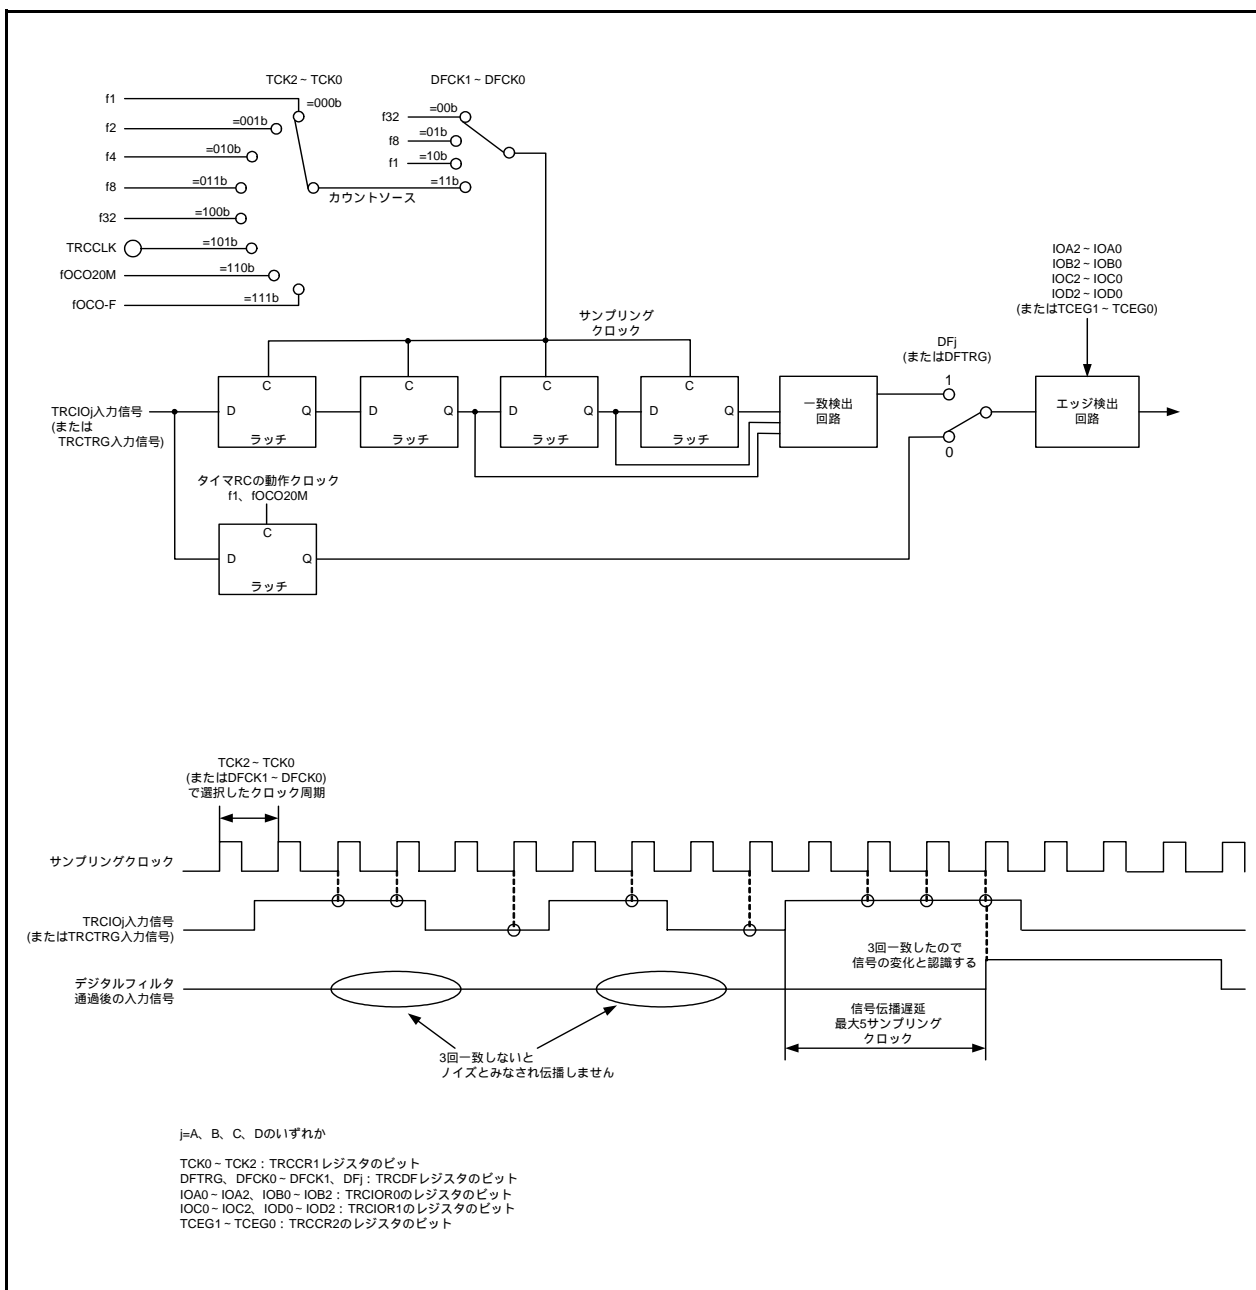 TCK2~TCK0
DFCK1~DFCK0
f1
=000b
f2
=001b
f4
=010b
f8
=011b
f32
=100b
TRCCLK
=101b
fOCO20M
=110b
fOCO-F
=111b
カウントソース
f32
=00b
f8
=01b
f1
=10b
=11b
サンプリング
クロック
IOA2~IOA0
IOB2~IOB0
IOC2~IOC0
IOD2~IOD0
(またはTCEG1~TCEG0)
DFj
(またはDFTRG)
1
0
TRCIOj入力信号
(または
TRCTRG入力信号)
C
D
Q
ラッチ
C
D
Q
ラッチ
C
D
Q
ラッチ
C
D
Q
ラッチ
一致検出
回路
エッジ検出
回路
タイマRCの動作クロック
f1、fOCO20M
C
D
Q
ラッチ
TCK2~TCK0
(またはDFCK1~DFCK0)
で選択したクロック周期
サンプリングクロック
TRCIOj入力信号
(またはTRCTRG入力信号)
3回一致したので
信号の変化と認識する
デジタルフィルタ
通過後の入力信号
信号伝播遅延
最大5サンプリング
クロック
3回一致しないと
ノイズとみなされ伝播しません
j=A、B、C、Dのいずれか
TCK0~TCK2:TRCCR1レジスタのビット
DFTRG、DFCK0~DFCK1、DFj:TRCDFレジスタのビット
IOA0~IOA2、IOB0~IOB2:TRCIOR0のレジスタのビット
IOC0~IOC2、IOD0~IOD2:TRCIOR1のレジスタのビット
TCEG1~TCEG0:TRCCR2のレジスタのビット